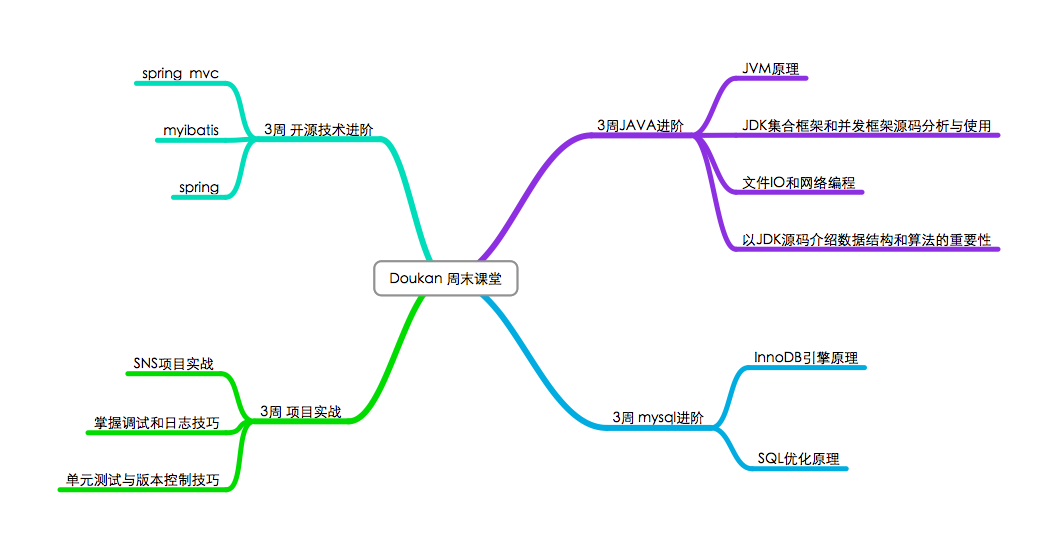 Doukan 周末课堂
3周JAVA进阶
JVM原理
JDK集合框架和并发框架源码分析与使用
文件IO和网络编程
以JDK源码介绍数据结构和算法的重要性
3周 mysql进阶
InnoDB引擎原理
SQL优化原理
3周 开源技术进阶
spring mvc
myibatis
spring
3周 项目实战
SNS项目实战
掌握调试和日志技巧
单元测试与版本控制技巧